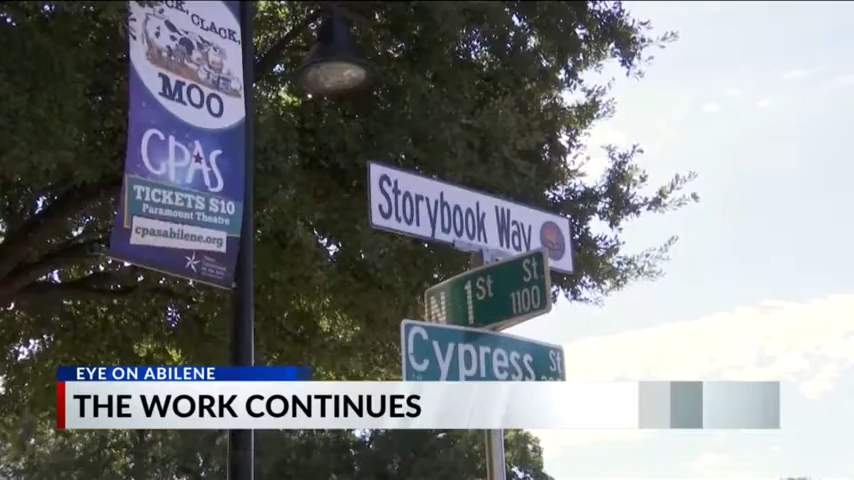 CLACK,
MOO
CPAS
TICKETS $10
Paramount Theatre
cpasabilene.org
Storybook Way
N 1st St
1100
Cypress St
EYE ON ABILENE
THE WORK CONTINUES